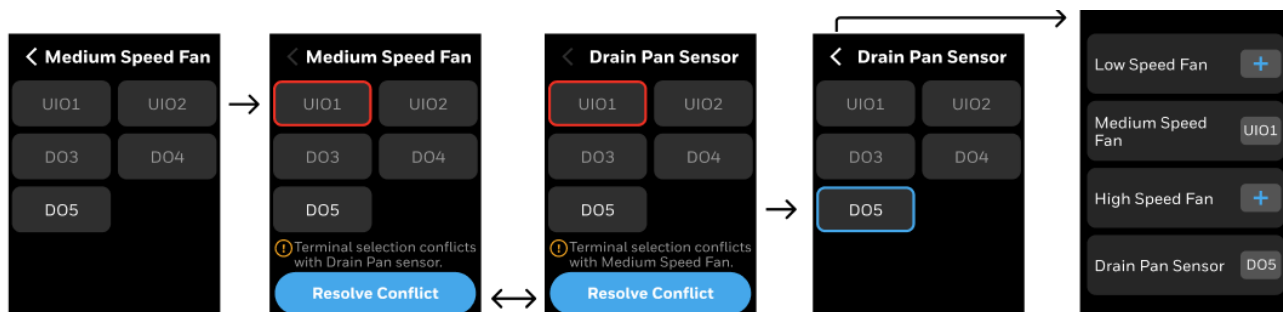 Medium Speed Fan
UIO1 UIO2
DO3 DO4
DO5
Medium Speed Fan
UIO1 UIO2
DO3 DO4
DO5
Terminal selection conflicts
with Drain Pan sensor.
Resolve Conflict
Drain Pan Sensor
UIO1 UIO2
DO3 DO4
DO5
Terminal selection conflicts
with Medium Speed Fan.
Resolve Conflict
Drain Pan Sensor
UIO1 UIO2
DO3 DO4
DO5
Low Speed Fan +
Medium Speed
Fan UIO1
High Speed Fan +
Drain Pan Sensor DO5